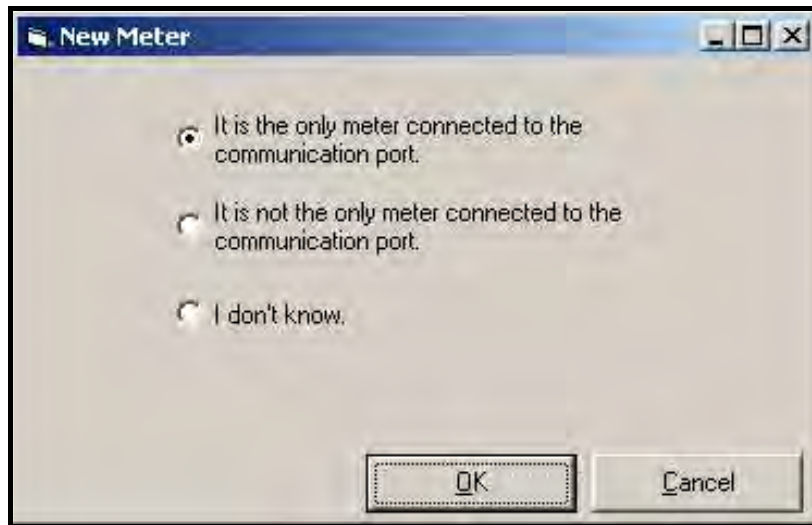 New Meter
It is the only meter connected to the
communication port.
It is not the only meter connected to the
communication port.
I don't know.
OK
Cancel